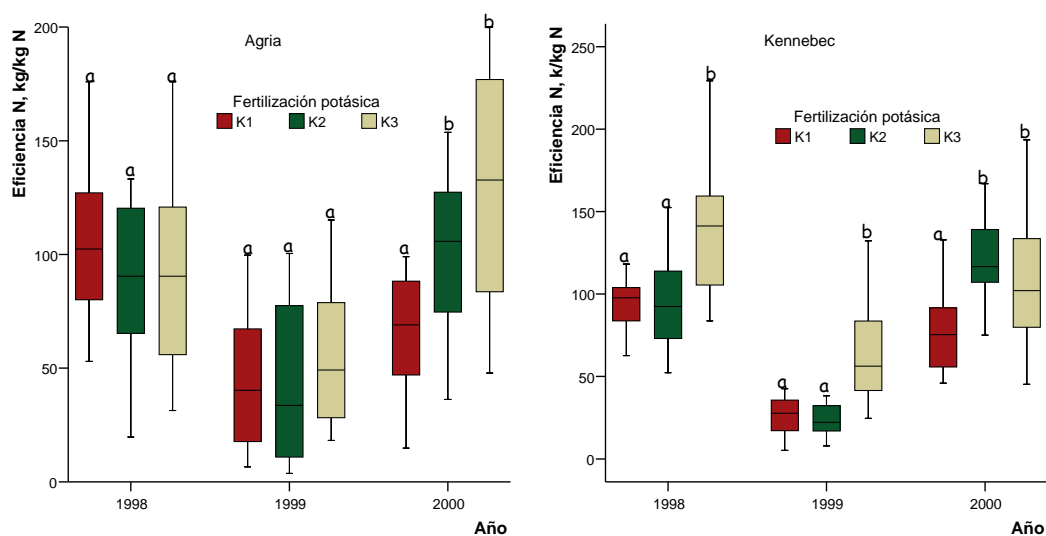 Eficiencia N, kg/kg N
Agria
Fertilización potásica
K1 K2 K3
200
150
100
50
0
a a a
a a a
a b b
1998 1999 2000
Año
Eficiencia N, k/kg N
Kennebec
Fertilización potásica
K1 K2 K3
250
200
150
100
50
0
a a b
a a b
a b b
1998 1999 2000
Año